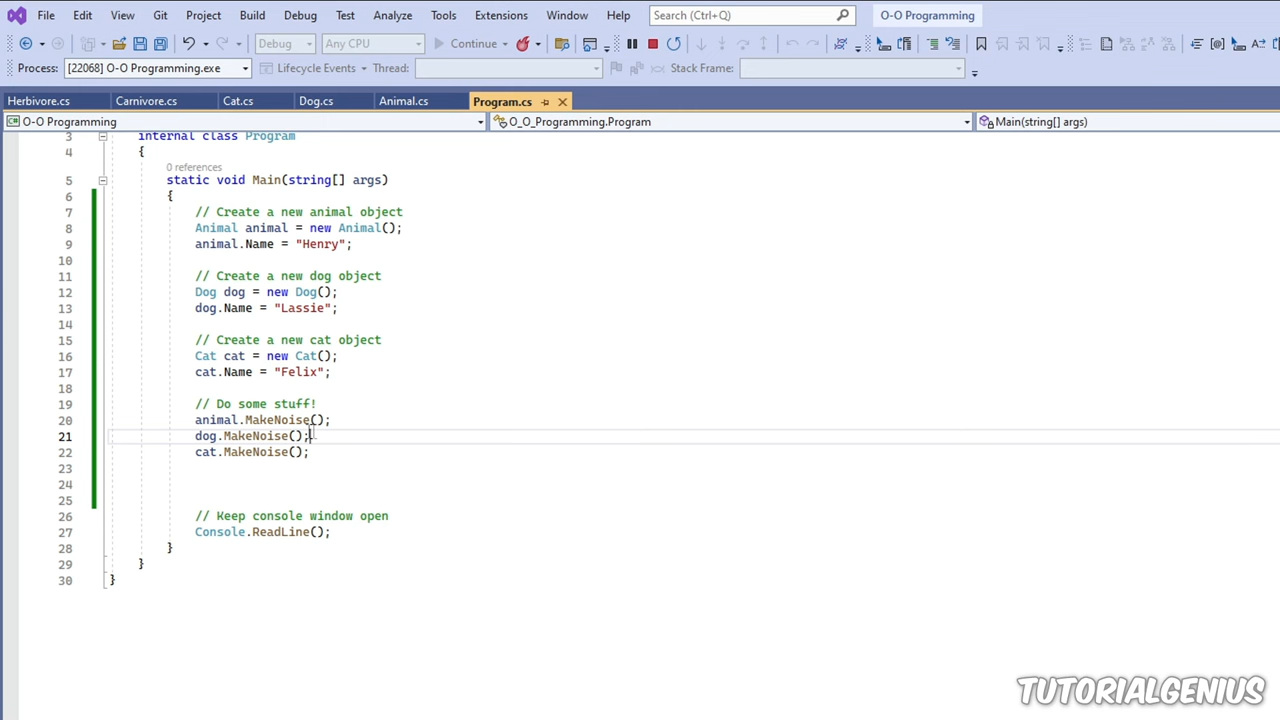 File Edit View Git Project Build Debug Test Analyze Tools Extensions Window Help Search (Ctrl+Q) O-O Programming
Debug Any CPU Continue
Process: [22068] O-O Programming.exe Lifecycle Events Thread: Stack Frame:
Herbivore.cs Carnivore.cs Cat.cs Dog.cs Animal.cs Program.cs
O-O Programming O_O_Programming.Program Main(string[] args)
3 internal class Program
4 {
0 references
5 static void Main(string[] args)
6 {
7 // Create a new animal object
8 Animal animal = new Animal();
9 animal.Name = "Henry";
10
11 // Create a new dog object
12 Dog dog = new Dog();
13 dog.Name = "Lassie";
14
15 // Create a new cat object
16 Cat cat = new Cat();
17 cat.Name = "Felix";
18
19 // Do some stuff!
20 animal.MakeNoise();
21 dog.MakeNoise();
22 cat.MakeNoise();
23
24
25
26 // Keep console window open
27 Console.ReadLine();
28 }
29 }
30 }
TUTORIALGENIUS